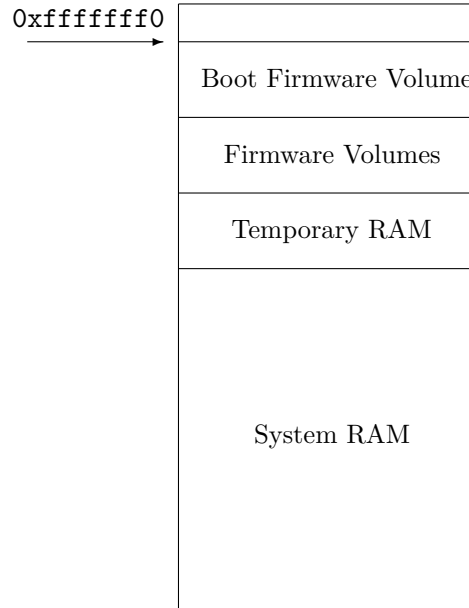 0xfffffff0
Boot Firmware Volume
Firmware Volumes
Temporary RAM
System RAM